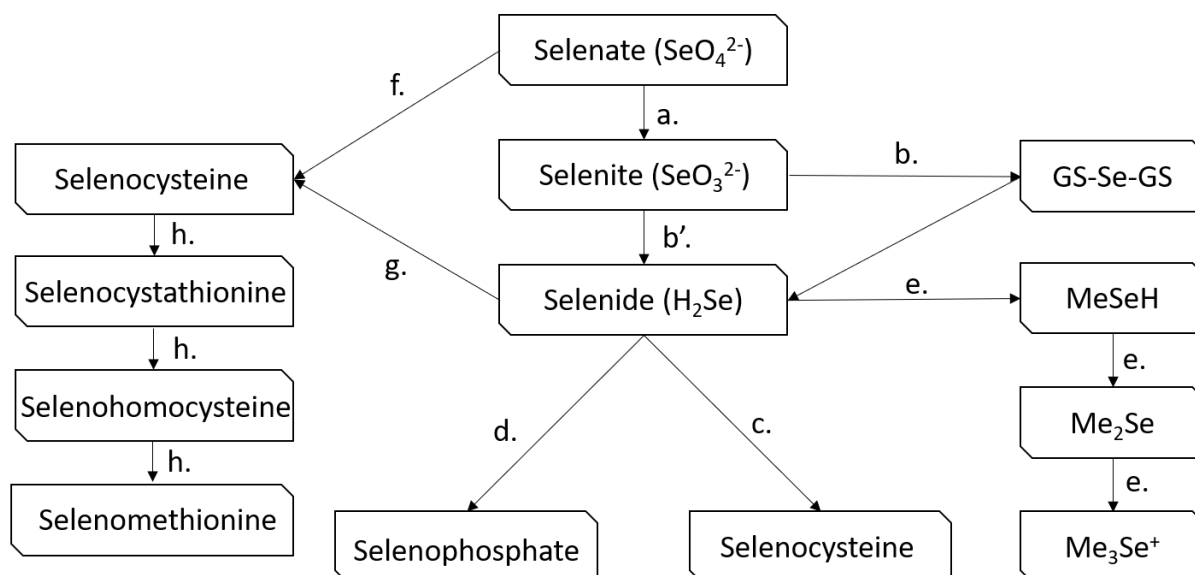 Selenate (SeO₄²⁻)
f.
a.
Selenocysteine
Selenite (SeO₃²⁻)
b.
GS-Se-GS
h.
b’.
g.
Selenocystathionine
Selenide (H₂Se)
e.
MeSeH
h.
e.
Selenohomocysteine
d.
c.
Me₂Se
h.
e.
Selenomethionine
Selenophosphate
Selenocysteine
Me₃Se⁺